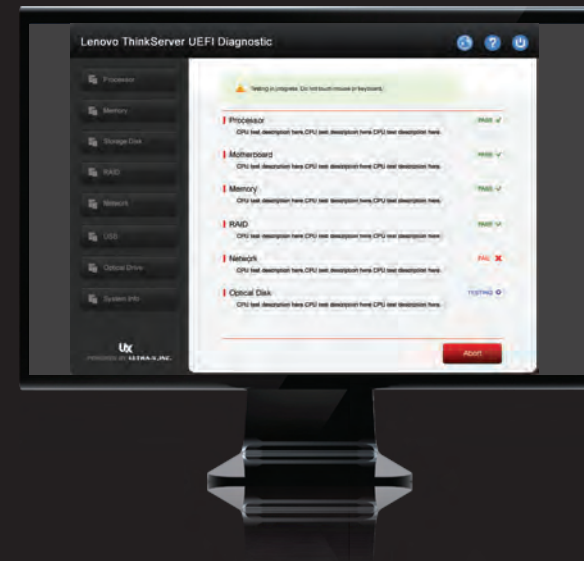 Lenovo ThinkServer UEFI Diagnostic
?
Processor
Memory
Storage Disk
RAID
Network
USB
Optical Drive
System Info
Ux
POWERED BY ULTRA-X, INC.
Testing in progress. Do not touch mouse or keyboard.
Processor PASS
CPU test description here.CPU test description here.CPU test description here.
Motherboard PASS
CPU test description here.CPU test description here.CPU test description here.
Memory PASS
CPU test description here.CPU test description here.CPU test description here.
RAID PASS
CPU test description here.CPU test description here.CPU test description here.
Network FAIL
CPU test description here.CPU test description here.CPU test description here.
Optical Disk TESTING
CPU test description here.CPU test description here.CPU test description here.
Abort